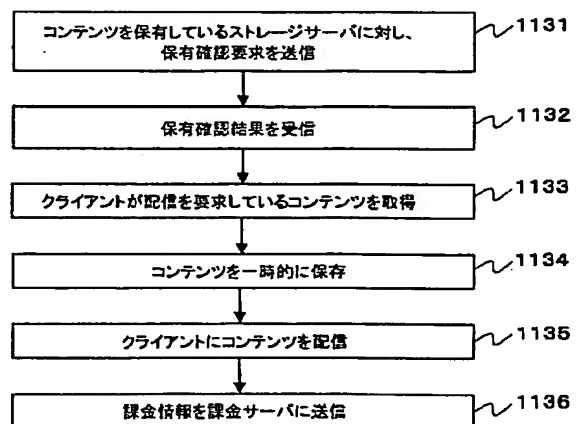 コンテンツを保有しているストレージサーバに対し、
保有確認要求を送信
1131
保有確認結果を受信
1132
クライアントが配信を要求しているコンテンツを取得
1133
コンテンツを一時的に保存
1134
クライアントにコンテンツを配信
1135
課金情報を課金サーバに送信
1136